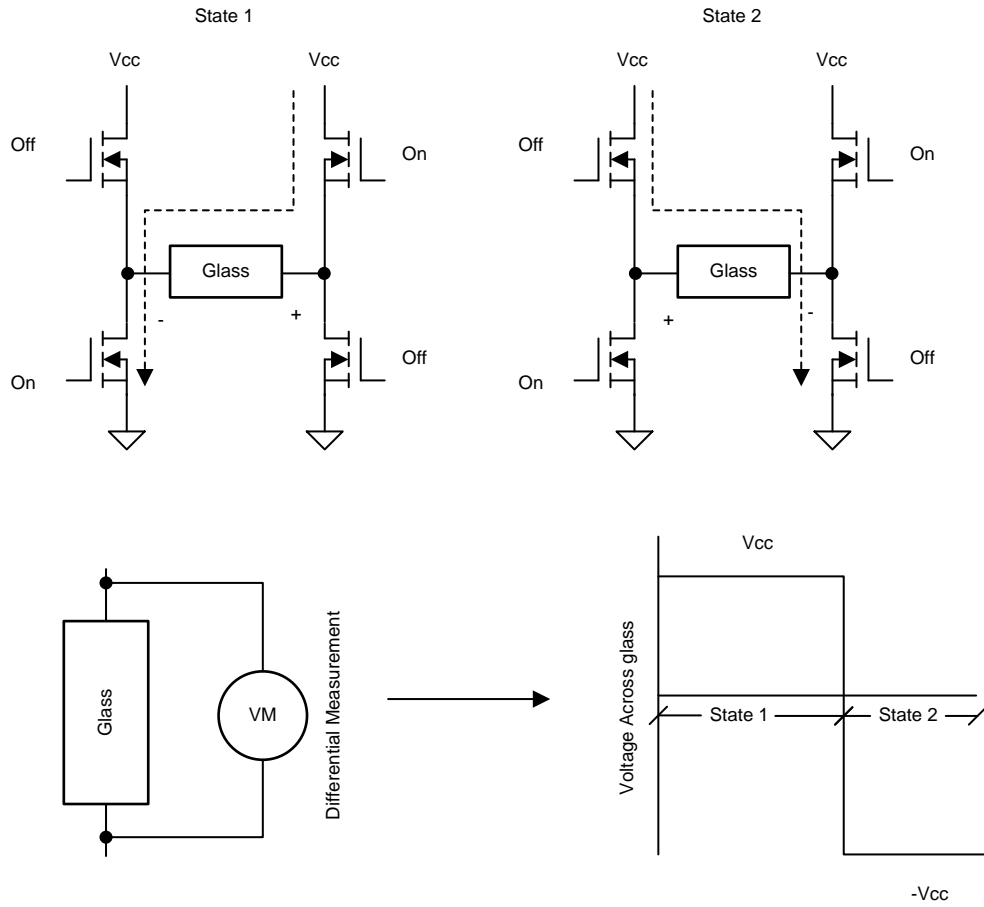 State 1
State 2
Vcc
Vcc
Vcc
Vcc
Off
On
Off
On
Glass
Glass
-
+
+
-
On
Off
On
Off
Glass
VM
Differential Measurement
Voltage Across glass
Vcc
State 1
State 2
-Vcc